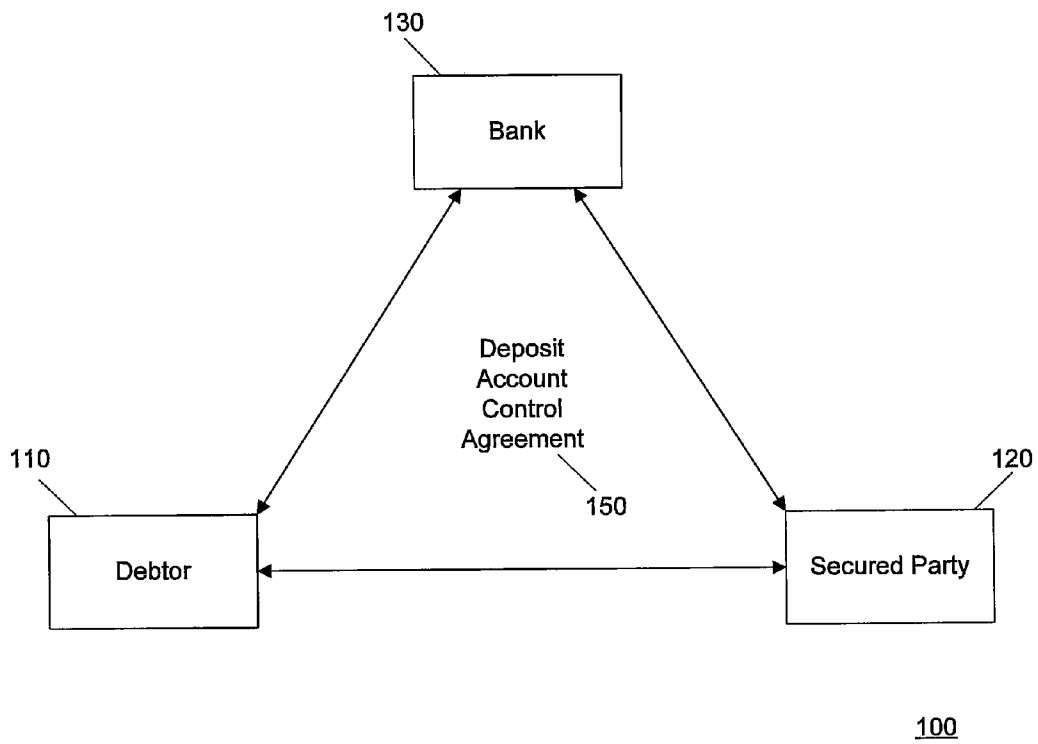 130
Bank
Deposit
Account
Control
Agreement
150
110
Debtor
120
Secured Party
100